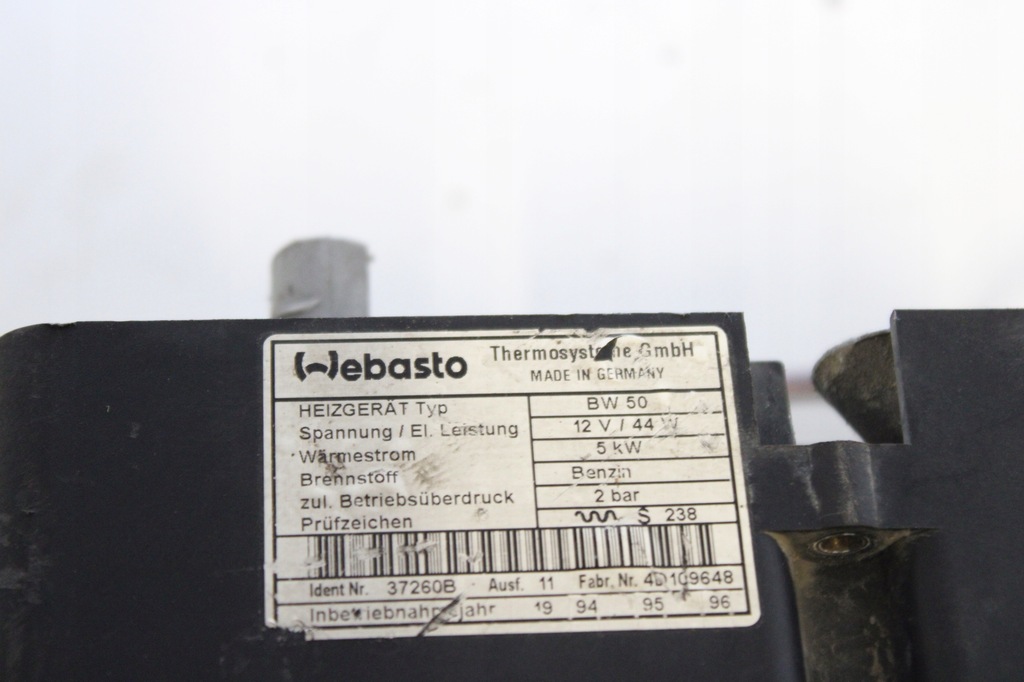 Webasto Thermosysteme GmbH
MADE IN GERMANY
HEIZGERÄT Typ BW 50
Spannung / El. Leistung 12 V / 44 W
Wärmestrom 5 kW
Brennstoff Benzin
zul. Betriebsüberdruck 2 bar
Prüfzeichen S 238
Ident Nr. 37260B Ausf. 11 Fabr. Nr. 4D109648
Inbetriebnahmejahr 19 94 95 96